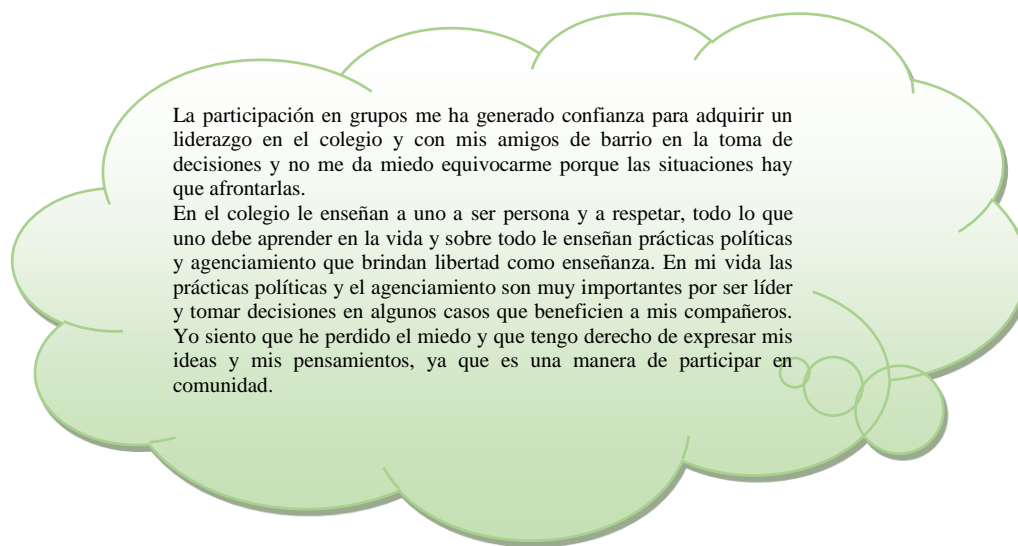 La participación en grupos me ha generado confianza para adquirir un
liderazgo en el colegio y con mis amigos de barrio en la toma de
decisiones y no me da miedo equivocarme porque las situaciones hay
que afrontarlas.
En el colegio le enseñan a uno a ser persona y a respetar, todo lo que
uno debe aprender en la vida y sobre todo le enseñan prácticas políticas
y agenciamiento que brindan libertad como enseñanza. En mi vida las
prácticas políticas y el agenciamiento son muy importantes por ser líder
y tomar decisiones en algunos casos que beneficien a mis compañeros.
Yo siento que he perdido el miedo y que tengo derecho de expresar mis
ideas y mis pensamientos, ya que es una manera de participar en
comunidad.